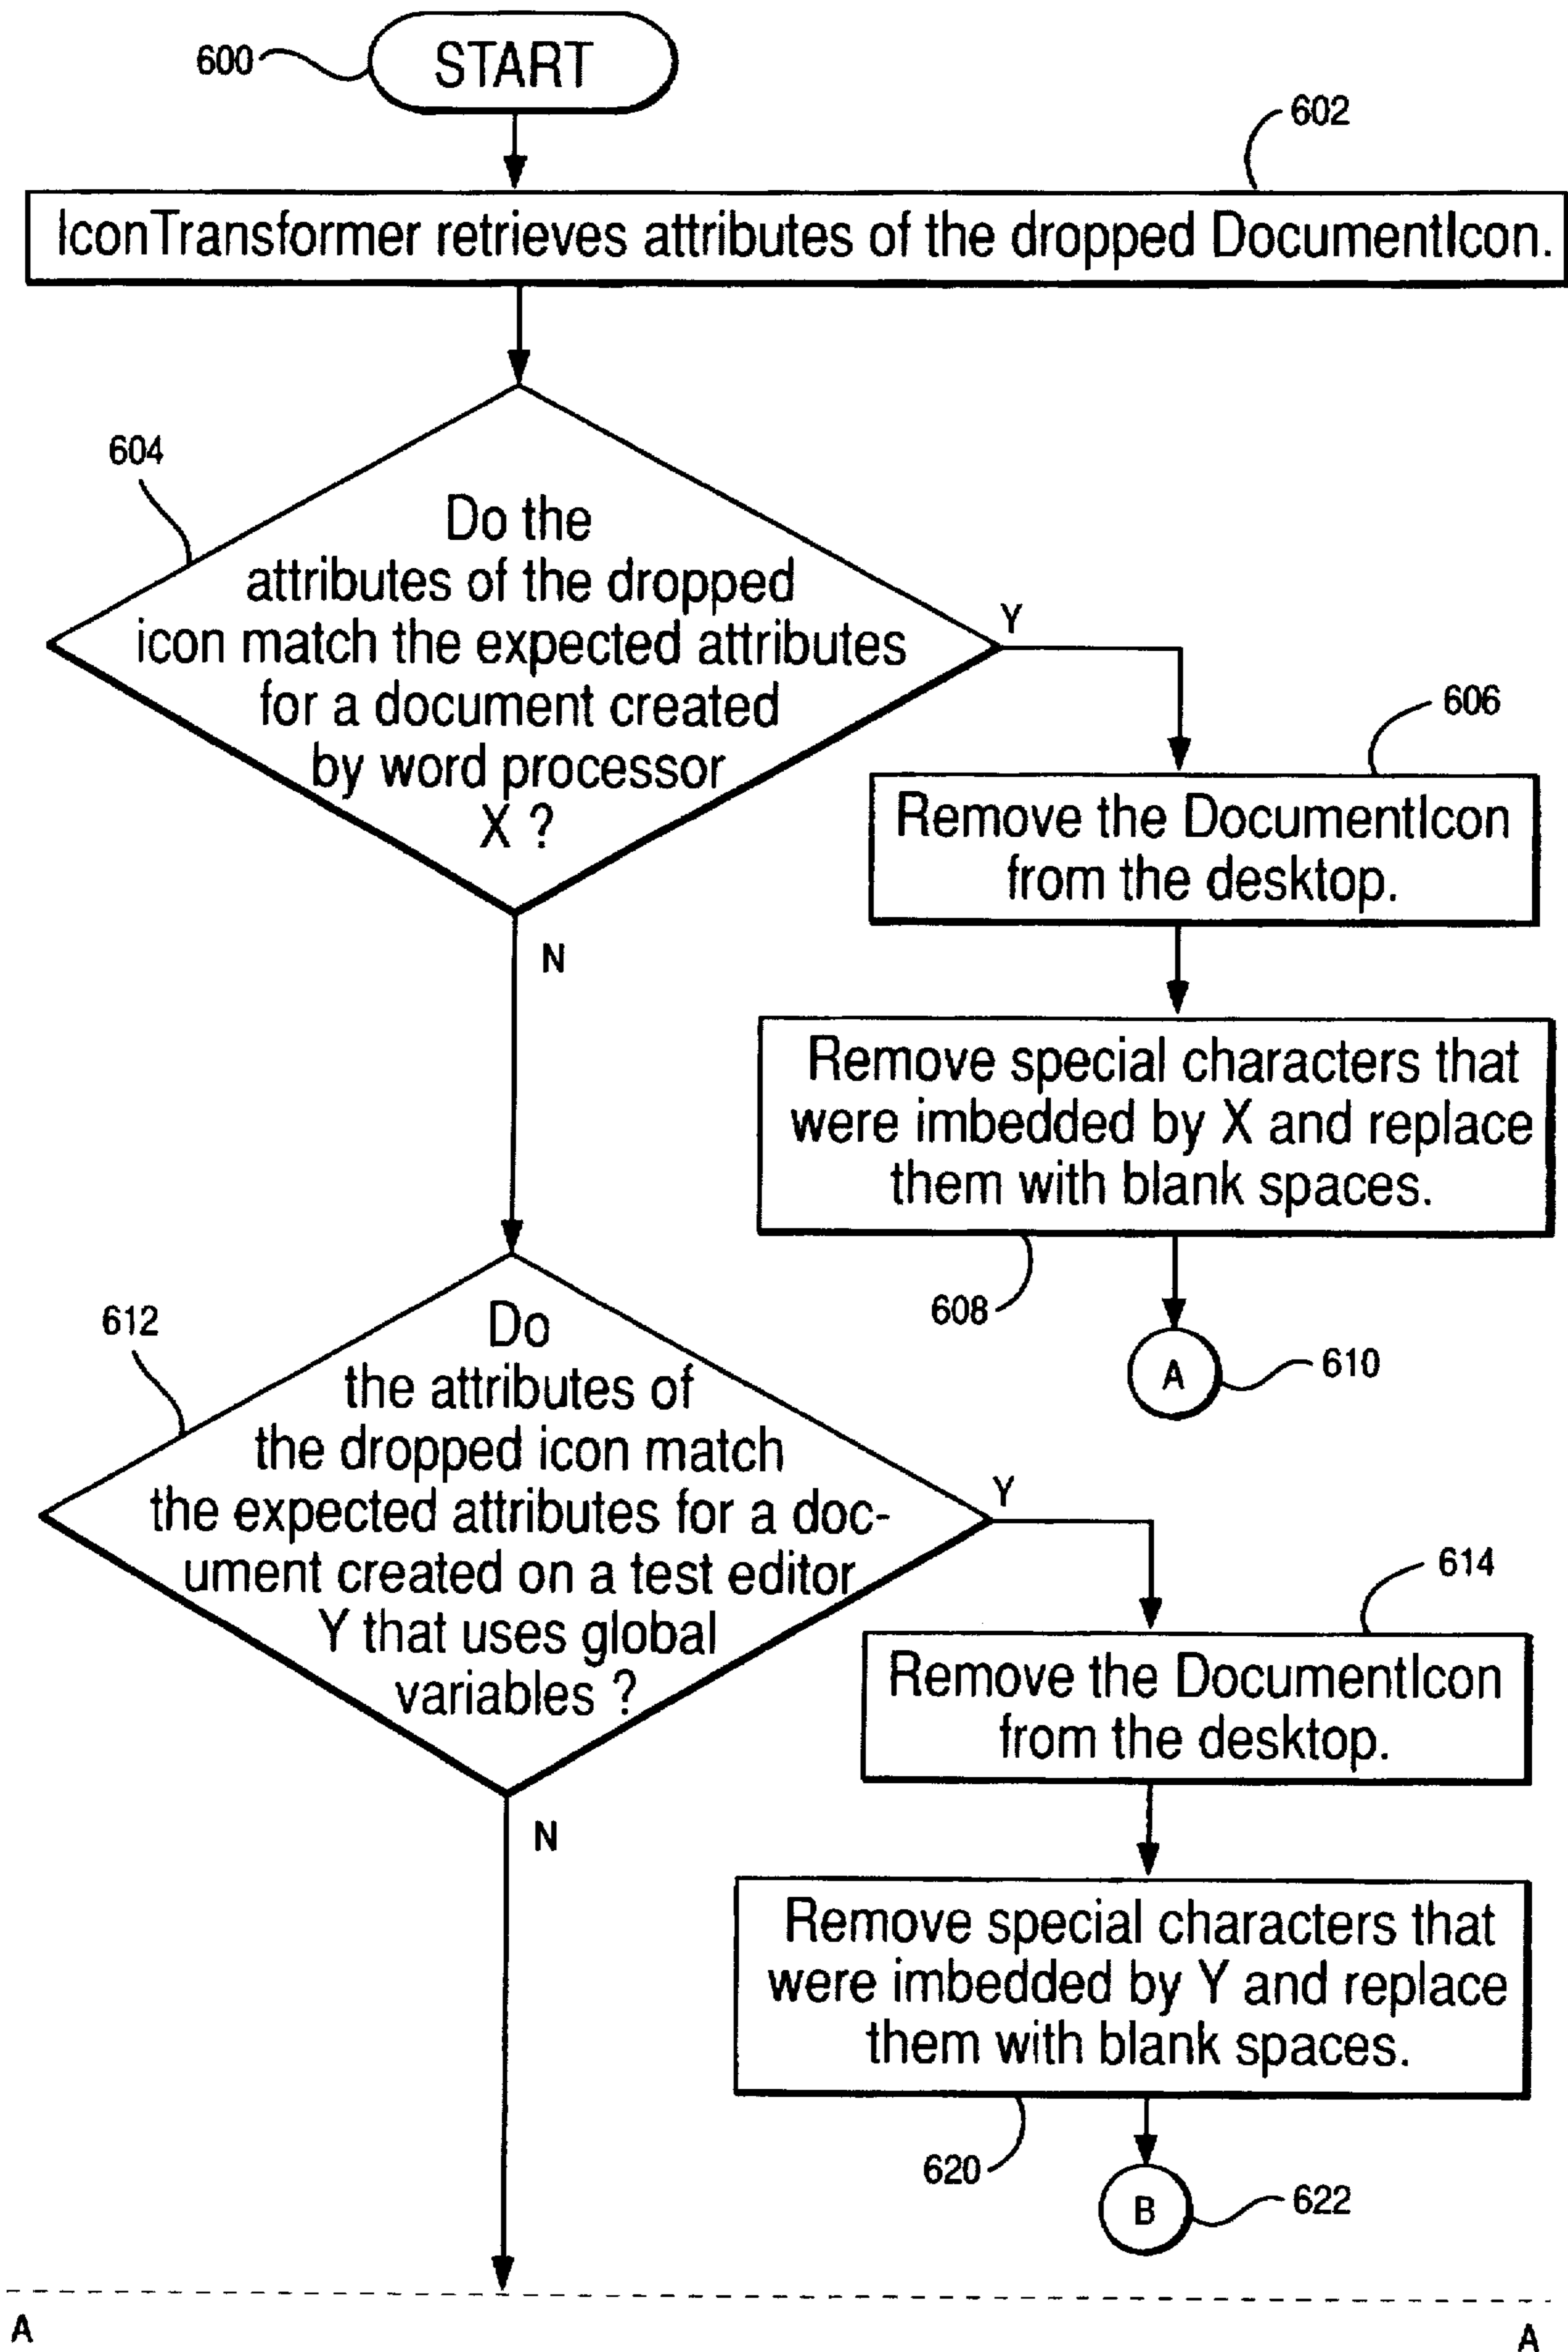 600
START
602
IconTransformer retrieves attributes of the dropped DocumentIcon.
604
Do the
attributes of the dropped
icon match the expected attributes
for a document created
by word processor
X ?
Y
N
606
Remove the DocumentIcon
from the desktop.
Remove special characters that
were imbedded by X and replace
them with blank spaces.
608
A
610
612
Do
the attributes of
the dropped icon match
the expected attributes for a doc-
ument created on a test editor
Y that uses global
variables ?
Y
N
614
Remove the DocumentIcon
from the desktop.
Remove special characters that
were imbedded by Y and replace
them with blank spaces.
620
B
622
A
A